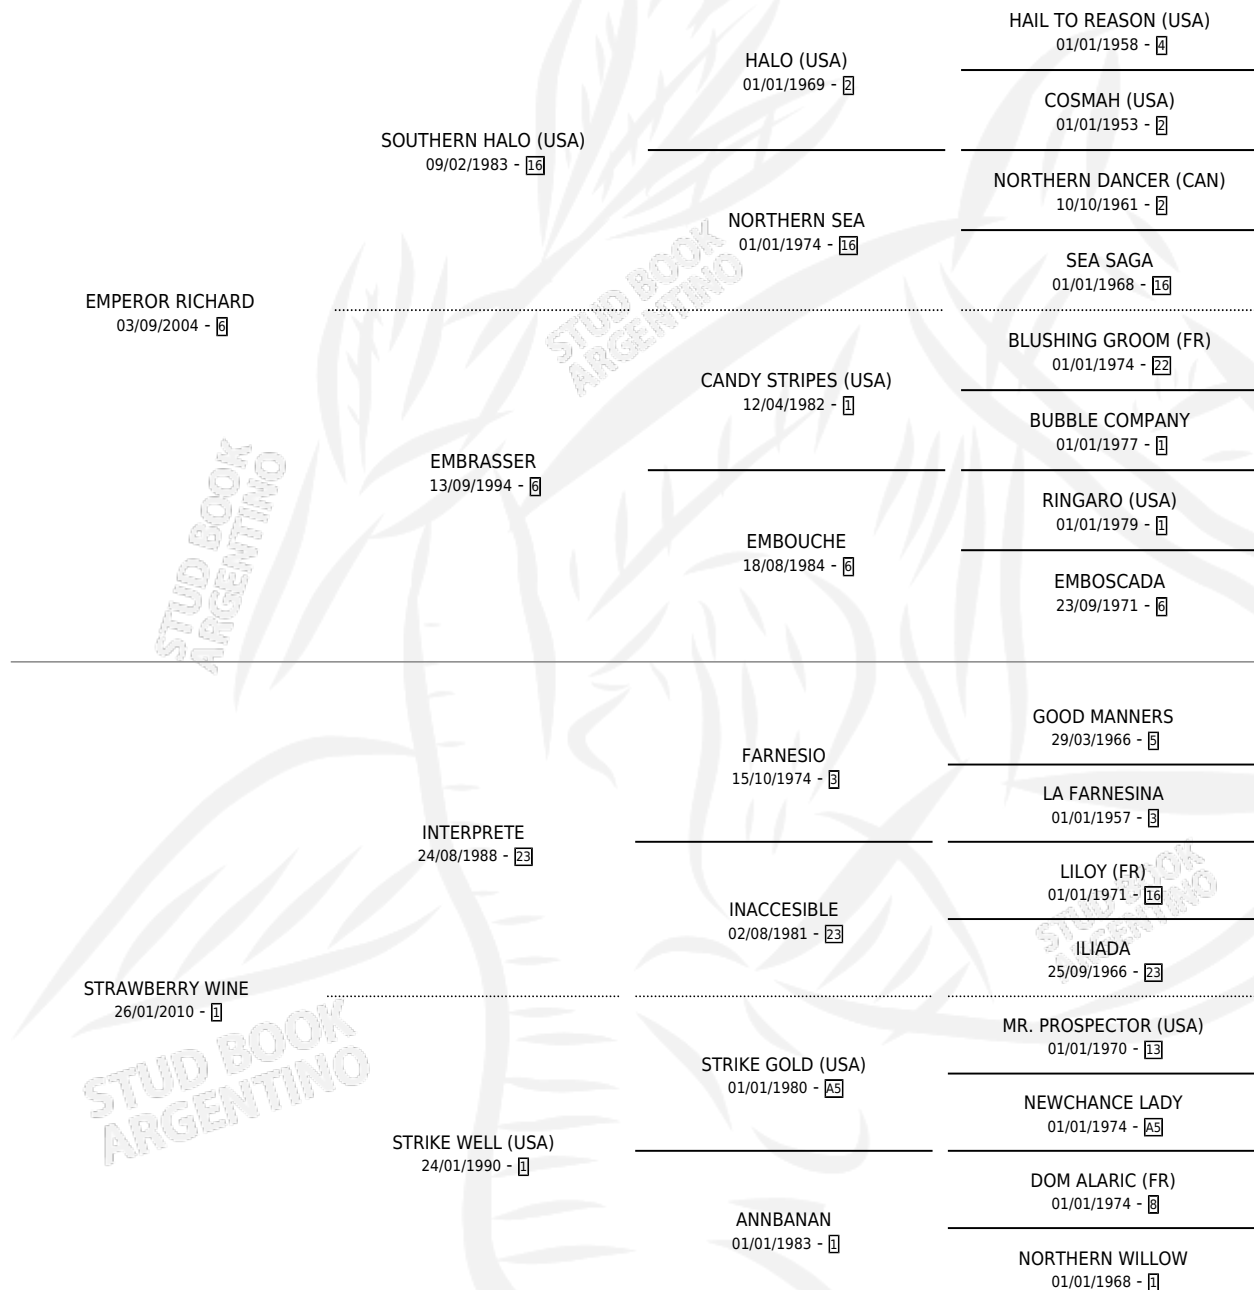 HAIL TO REASON (USA)
01/01/1958 - 4
HALO (USA)
01/01/1969 - 2
COSMAH (USA)
01/01/1953 - 2
SOUTHERN HALO (USA)
09/02/1983 - 16
NORTHERN DANCER (CAN)
10/10/1961 - 2
NORTHERN SEA
01/01/1974 - 16
SEA SAGA
01/01/1968 - 16
EMPEROR RICHARD
03/09/2004 - 6
BLUSHING GROOM (FR)
01/01/1974 - 22
CANDY STRIPES (USA)
12/04/1982 - 1
BUBBLE COMPANY
01/01/1977 - 1
EMBRASSER
13/09/1994 - 6
RINGARO (USA)
01/01/1979 - 1
EMBOUCHE
18/08/1984 - 6
EMBOSCADA
23/09/1971 - 6
GOOD MANNERS
29/03/1966 - 5
FARNESIO
15/10/1974 - 3
LA FARNESINA
01/01/1957 - 3
INTERPRETE
24/08/1988 - 23
LILOY (FR)
01/01/1971 - 16
INACCESIBLE
02/08/1981 - 23
ILIADA
25/09/1966 - 23
STRAWBERRY WINE
26/01/2010 - 1
MR. PROSPECTOR (USA)
01/01/1970 - 13
STRIKE GOLD (USA)
01/01/1980 - A5
NEWCHANCE LADY
01/01/1974 - A5
STRIKE WELL (USA)
24/01/1990 - 1
DOM ALARIC (FR)
01/01/1974 - 8
ANNBANAN
01/01/1983 - 1
NORTHERN WILLOW
01/01/1968 - 1
STUD BOOK
ARGENTINO
STUD BOOK
ARGENTINO
STUD BOOK
ARGENTINO
STUD BOOK
ARGENTINO